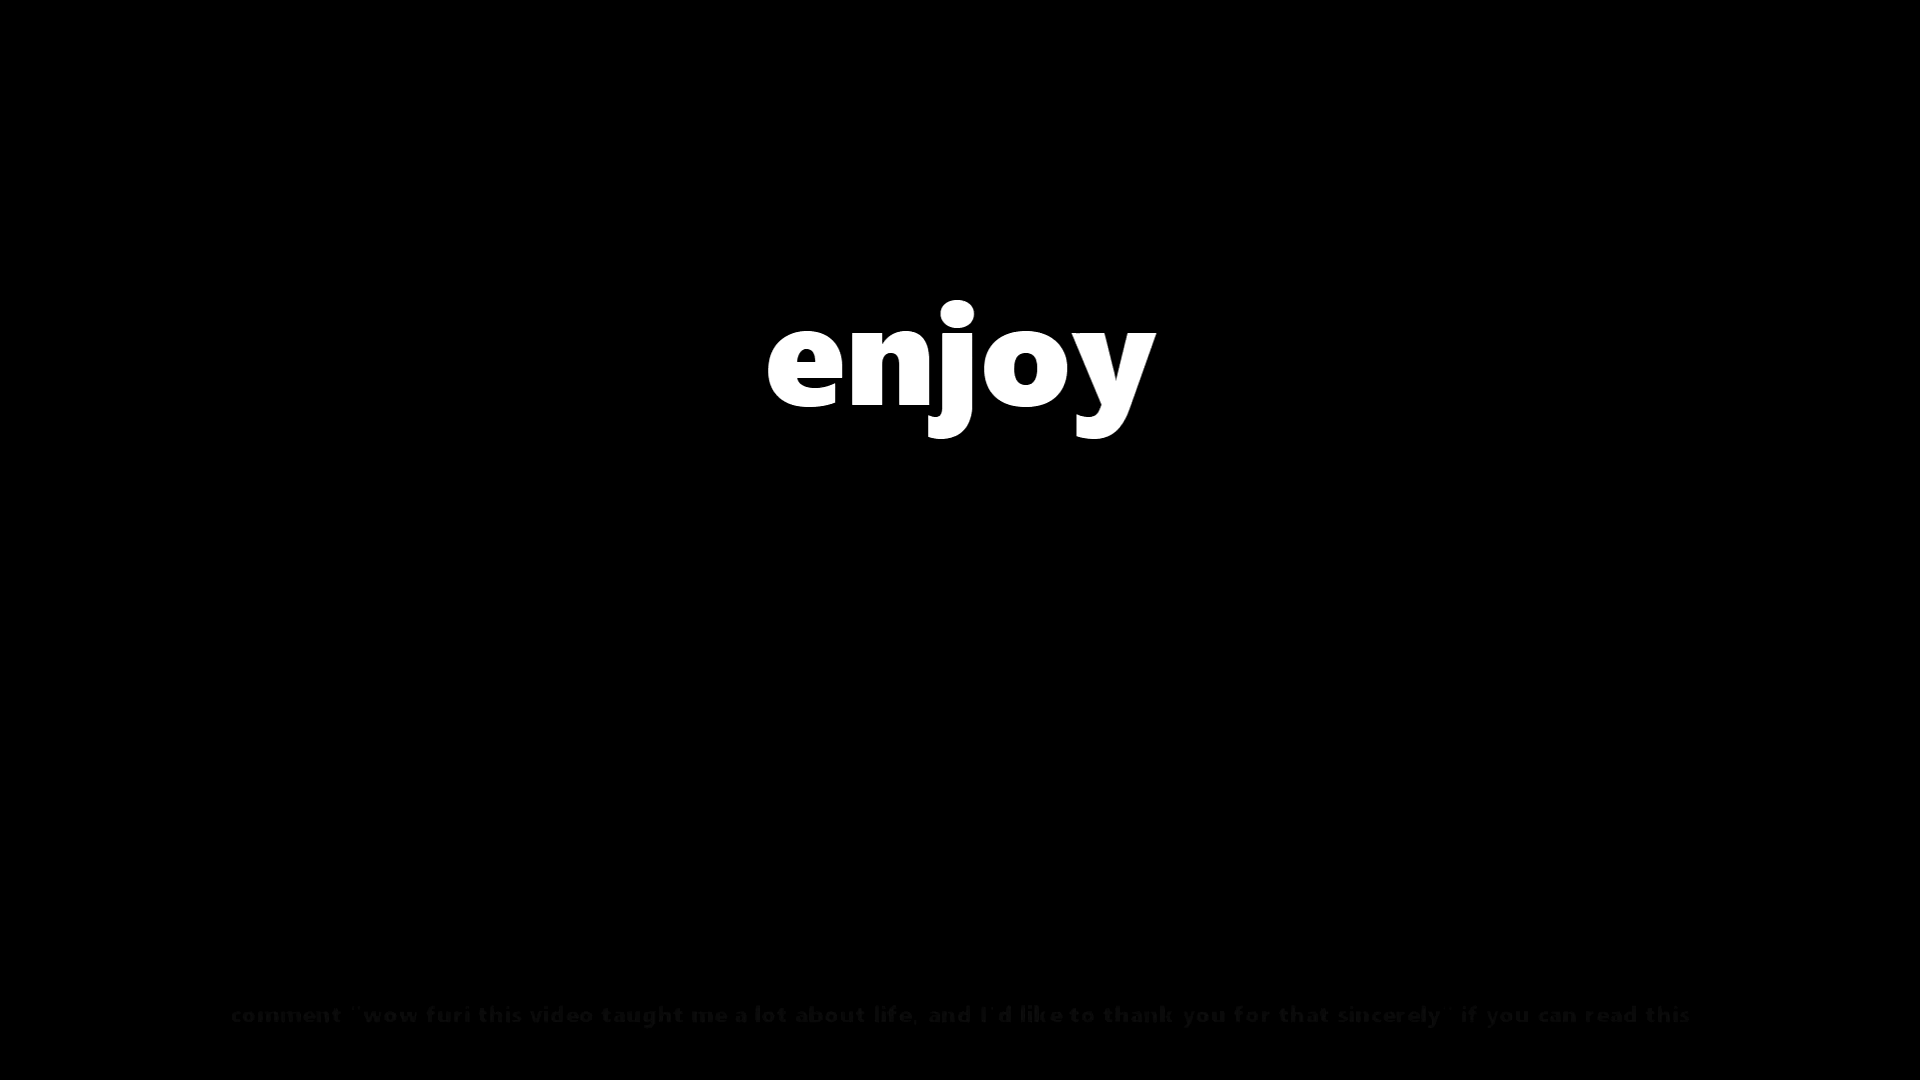 enjoy
comment "wow furi this video taught me a lot about life, and I'd like to thank you for that sincerely" if you can read this